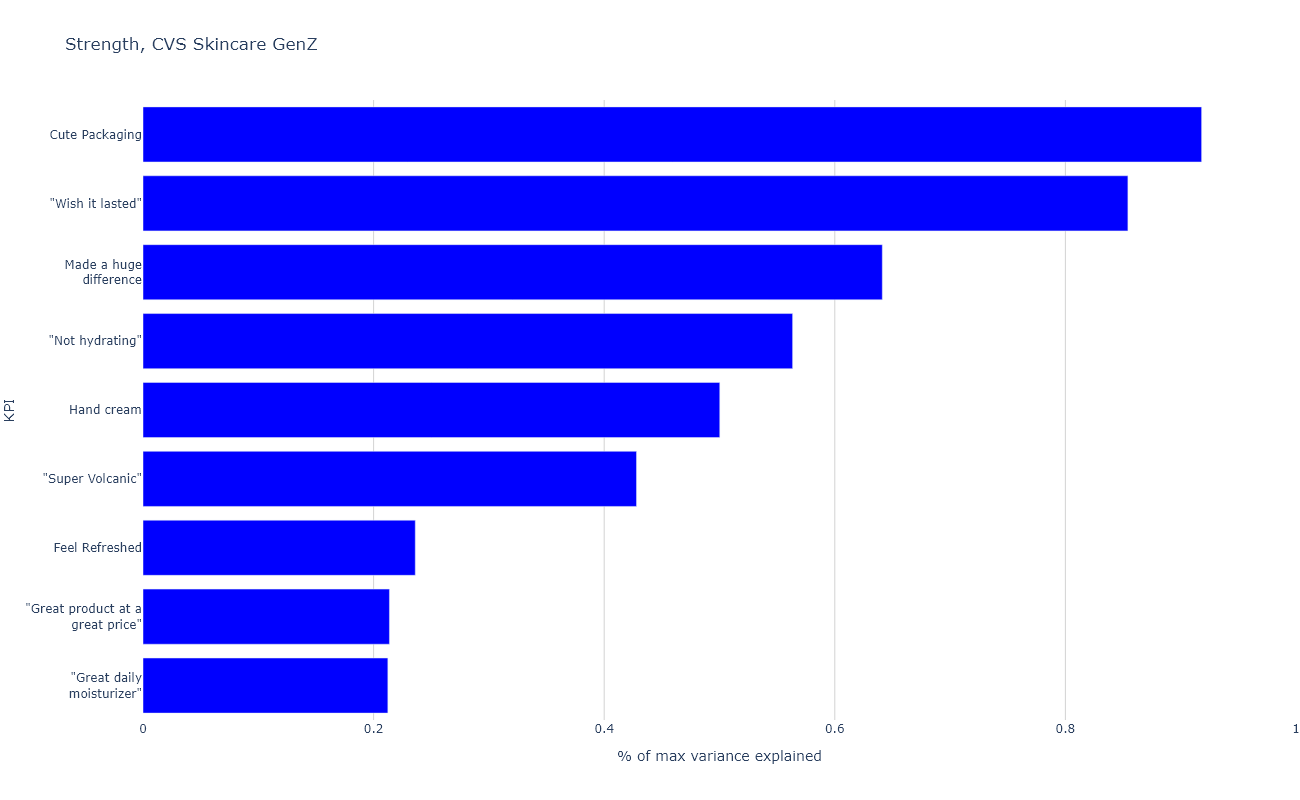 Strength, CVS Skincare GenZ
Cute Packaging
"Wish it lasted"
Made a huge
difference
"Not hydrating"
Hand cream
"Super Volcanic"
Feel Refreshed
"Great product at a
great price"
"Great daily
moisturizer"
KPI
0 0.2 0.4 0.6 0.8 1
% of max variance explained